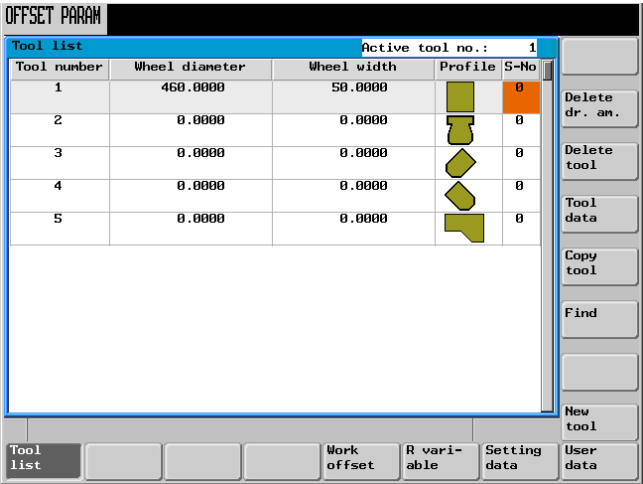 OFFSET PARAM
Tool list Active tool no.: 1
Tool number Wheel diameter Wheel width Profile S-No
1 460.0000 50.0000 0
2 0.0000 0.0000 0
3 0.0000 0.0000 0
4 0.0000 0.0000 0
5 0.0000 0.0000 0
Delete
dr. am.
Delete
tool
Tool
data
Copy
tool
Find
New
tool
Tool
list
Work
offset
R vari-
able
Setting
data
User
data